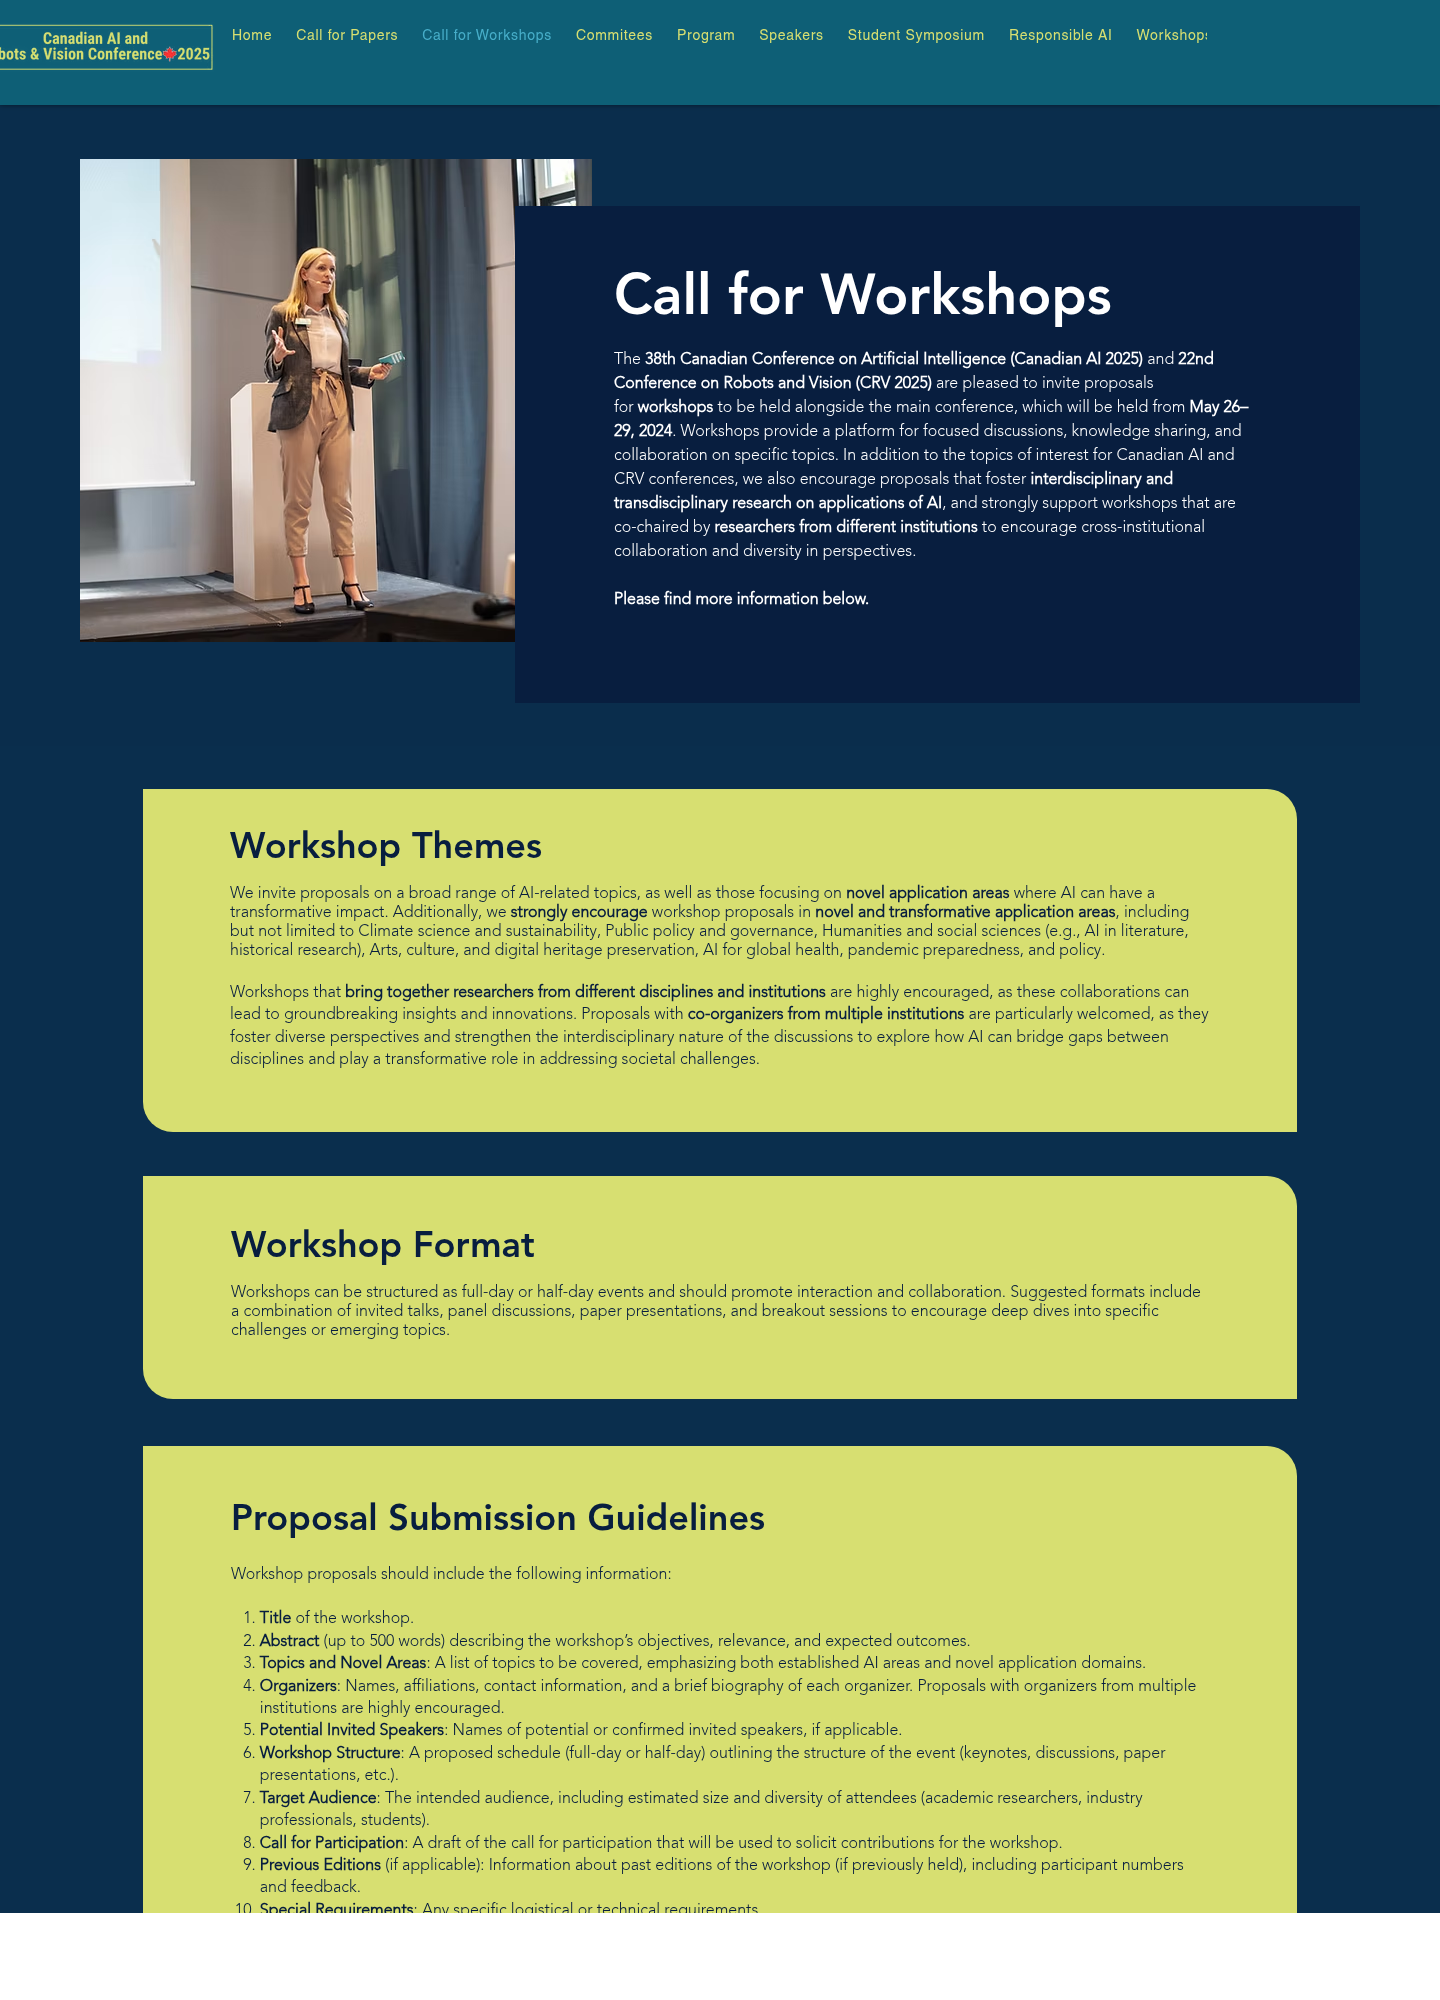 Canadian AI and
bots & Vision Conference 2025
Home Call for Papers Call for Workshops Commitees Program Speakers Student Symposium Responsible AI Workshops
Call for Workshops
The 38th Canadian Conference on Artificial Intelligence (Canadian AI 2025) and 22nd
Conference on Robots and Vision (CRV 2025) are pleased to invite proposals
for workshops to be held alongside the main conference, which will be held from May 26–
29, 2024. Workshops provide a platform for focused discussions, knowledge sharing, and
collaboration on specific topics. In addition to the topics of interest for Canadian AI and
CRV conferences, we also encourage proposals that foster interdisciplinary and
transdisciplinary research on applications of AI, and strongly support workshops that are
co-chaired by researchers from different institutions to encourage cross-institutional
collaboration and diversity in perspectives.
Please find more information below.
Workshop Themes
We invite proposals on a broad range of AI-related topics, as well as those focusing on novel application areas where AI can have a
transformative impact. Additionally, we strongly encourage workshop proposals in novel and transformative application areas, including
but not limited to Climate science and sustainability, Public policy and governance, Humanities and social sciences (e.g., AI in literature,
historical research), Arts, culture, and digital heritage preservation, AI for global health, pandemic preparedness, and policy.
Workshops that bring together researchers from different disciplines and institutions are highly encouraged, as these collaborations can
lead to groundbreaking insights and innovations. Proposals with co-organizers from multiple institutions are particularly welcomed, as they
foster diverse perspectives and strengthen the interdisciplinary nature of the discussions to explore how AI can bridge gaps between
disciplines and play a transformative role in addressing societal challenges.
Workshop Format
Workshops can be structured as full-day or half-day events and should promote interaction and collaboration. Suggested formats include
a combination of invited talks, panel discussions, paper presentations, and breakout sessions to encourage deep dives into specific
challenges or emerging topics.
Proposal Submission Guidelines
Workshop proposals should include the following information:
1. Title of the workshop.
2. Abstract (up to 500 words) describing the workshop’s objectives, relevance, and expected outcomes.
3. Topics and Novel Areas: A list of topics to be covered, emphasizing both established AI areas and novel application domains.
4. Organizers: Names, affiliations, contact information, and a brief biography of each organizer. Proposals with organizers from multiple
institutions are highly encouraged.
5. Potential Invited Speakers: Names of potential or confirmed invited speakers, if applicable.
6. Workshop Structure: A proposed schedule (full-day or half-day) outlining the structure of the event (keynotes, discussions, paper
presentations, etc.).
7. Target Audience: The intended audience, including estimated size and diversity of attendees (academic researchers, industry
professionals, students).
8. Call for Participation: A draft of the call for participation that will be used to solicit contributions for the workshop.
9. Previous Editions (if applicable): Information about past editions of the workshop (if previously held), including participant numbers
and feedback.
10. Special Requirements: Any specific logistical or technical requirements